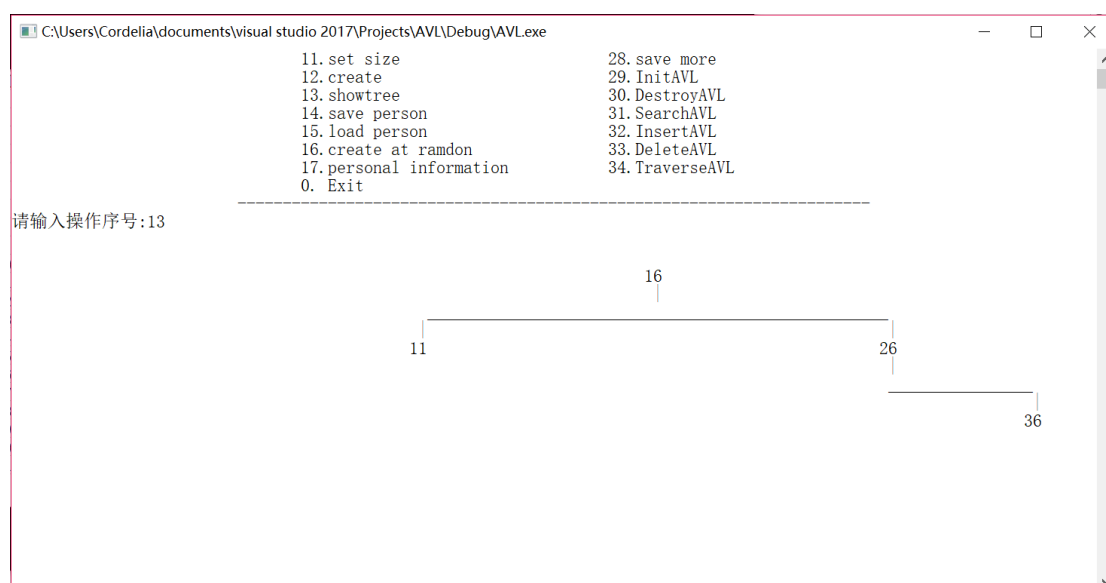 C:\Users\Cordelia\documents\visual studio 2017\Projects\AVL\Debug\AVL.exe
11.set size 28.save more
12.create 29.InitAVL
13.showtree 30.DestroyAVL
14.save person 31.SearchAVL
15.load person 32.InsertAVL
16.create at ramdon 33.DeleteAVL
17.personal information 34.TraverseAVL
0. Exit
请输入操作序号:13
16
11 26
36